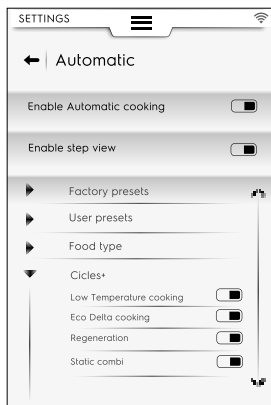 SETTINGS
Automatic
Enable Automatic cooking
Enable step view
Factory presets
User presets
Food type
Cicles+
Low Temperature cooking
Eco Delta cooking
Regeneration
Static combi